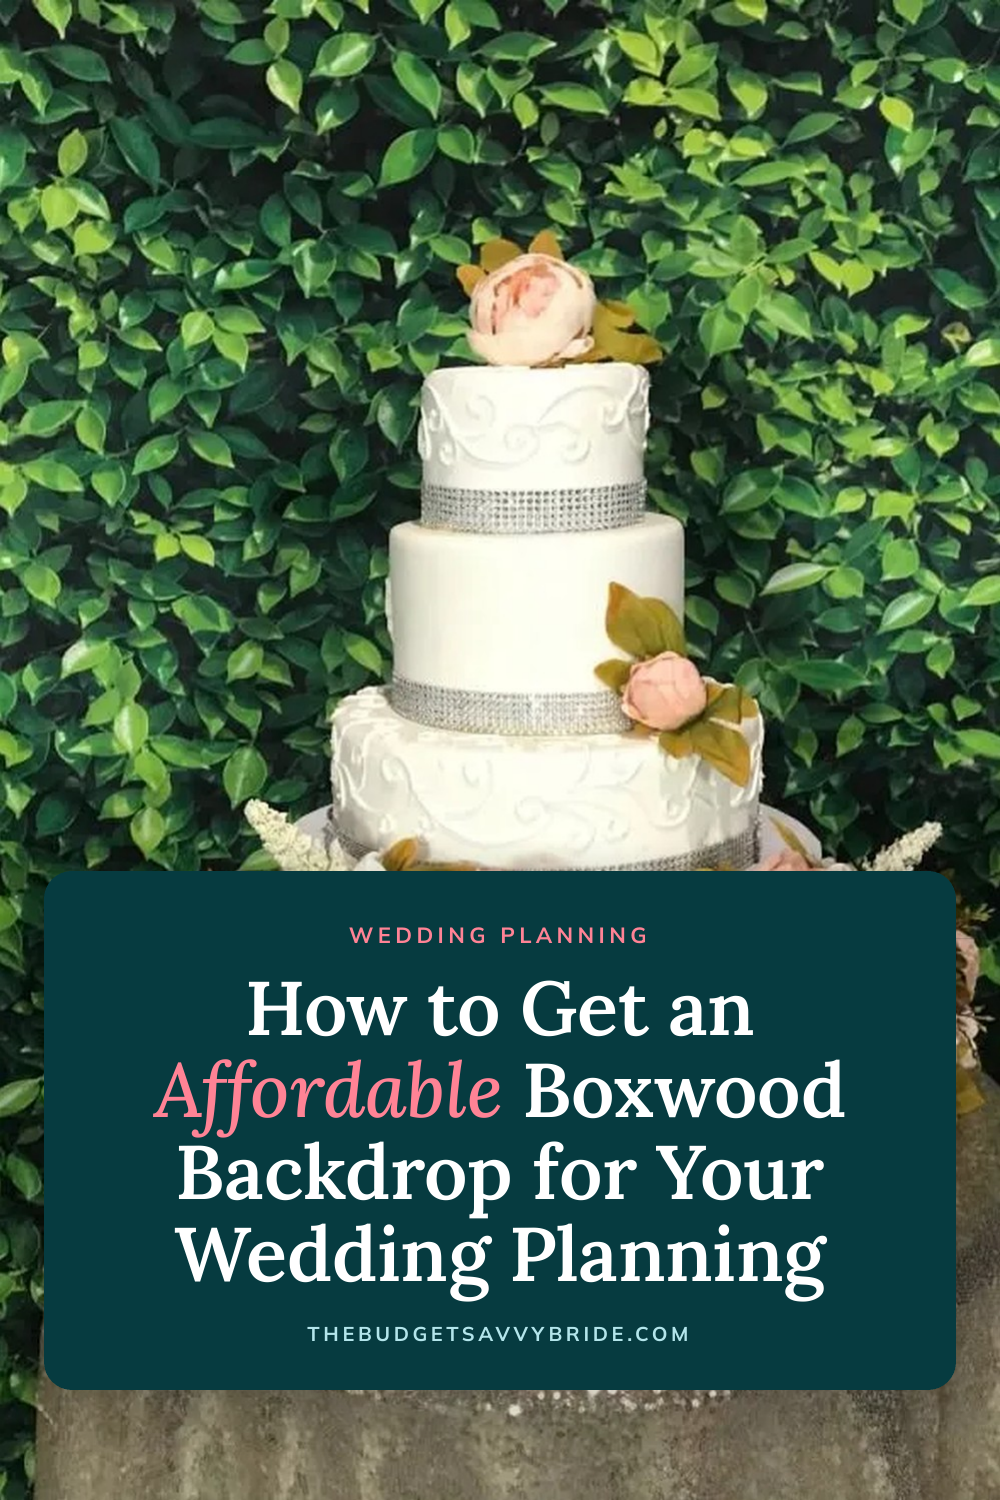 WEDDING PLANNING
How to Get an
Affordable Boxwood
Backdrop for Your
Wedding Planning
THEBUDGETSAVVYBRIDE.COM